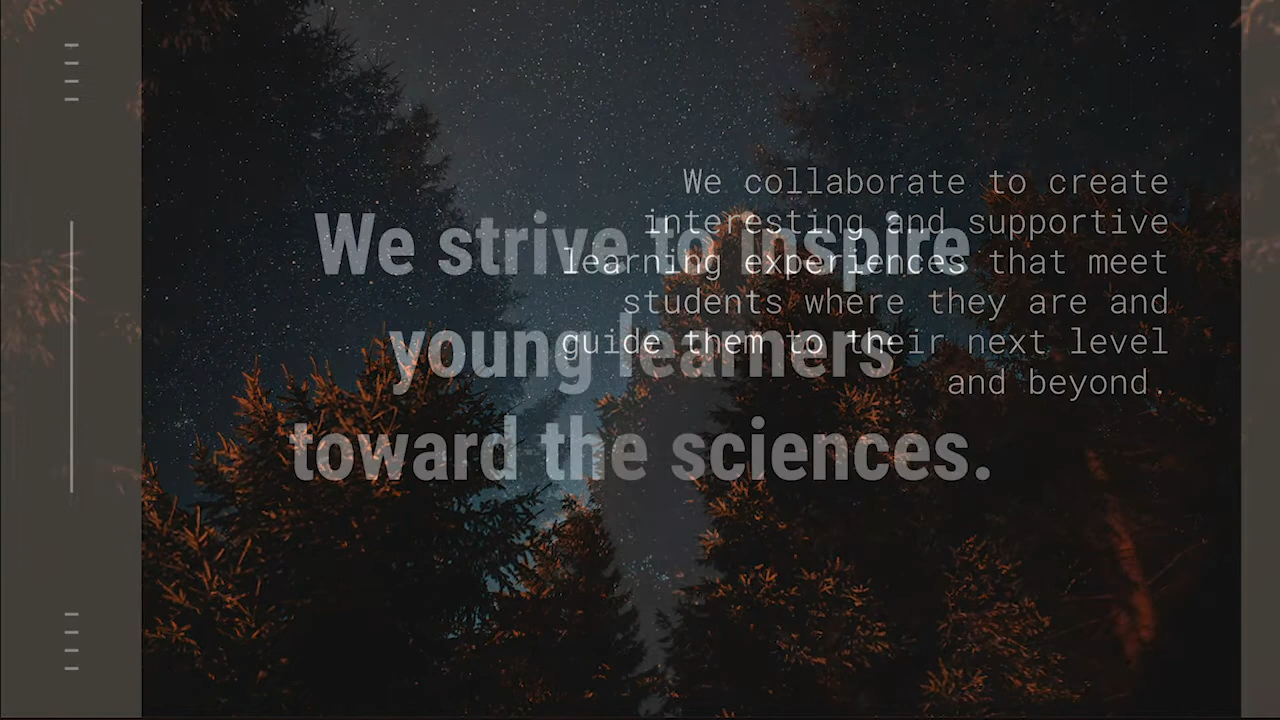 We collaborate to create
interesting and supportive
learning experiences that meet
students where they are and
guide them to their next level
and beyond.
We strive to inspire
young learners
toward the sciences.